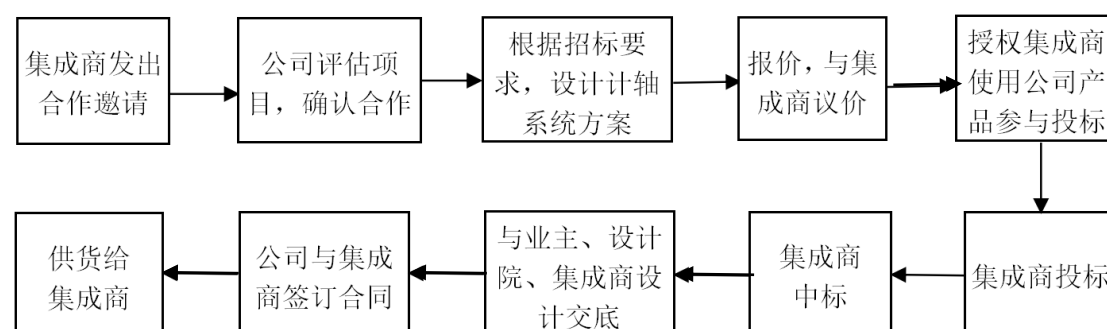 集成商发出
合作邀请
公司评估项
目，确认合作
根据招标要
求，设计计轴
系统方案
报价，与集
成商议价
授权集成商
使用公司产
品参与投标
集成商投标
集成商
中标
与业主、设计
院、集成商设
计交底
公司与集成
商签订合同
供货给
集成商